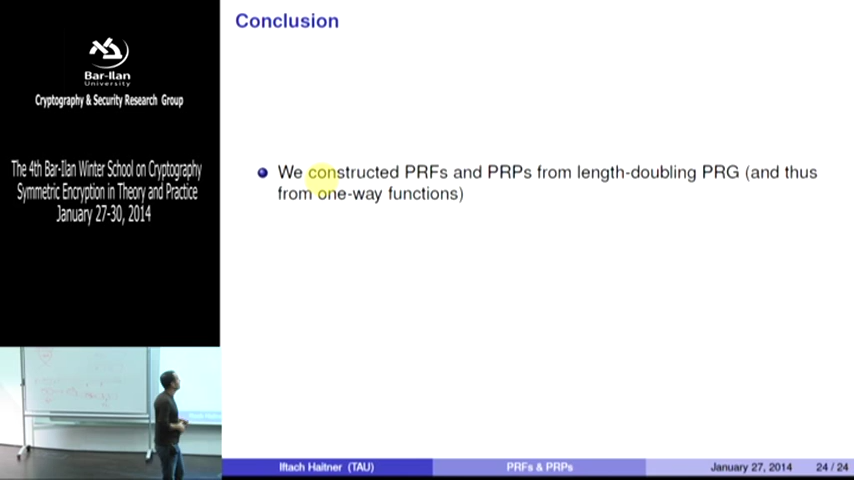 Bar-Ilan
University
Cryptography & Security Research Group
The 4th Bar-Ilan Winter School on Cryptography
Symmetric Encryption in Theory and Practice
January 27-30, 2014
Conclusion
We constructed PRFs and PRPs from length-doubling PRG (and thus
from one-way functions)
Iftach Haitner (TAU)
PRFs & PRPs
January 27, 2014
24 / 24